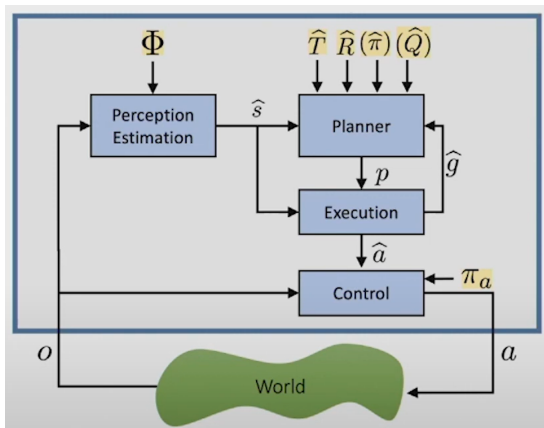 Φ
T̂ R̂ (π̂) (Q̂)
Perception
Estimation
ŝ
Planner
p
ĝ
Execution
â
π_a
Control
o
a
World